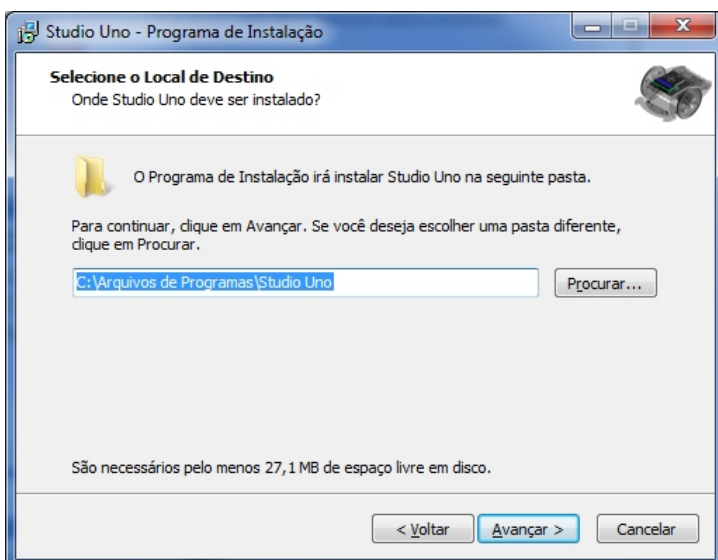 Studio Uno - Programa de Instalação
Selecione o Local de Destino
Onde Studio Uno deve ser instalado?
O Programa de Instalação irá instalar Studio Uno na seguinte pasta.
Para continuar, clique em Avançar. Se você deseja escolher uma pasta diferente,
clique em Procurar.
C:\Arquivos de Programas\Studio Uno
Procurar...
São necessários pelo menos 27,1 MB de espaço livre em disco.
< Voltar
Avançar >
Cancelar